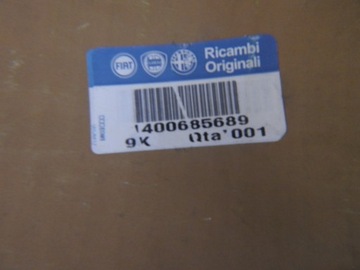 FIAT
Ricambi
Originali
1400685689
9K Qta' 001